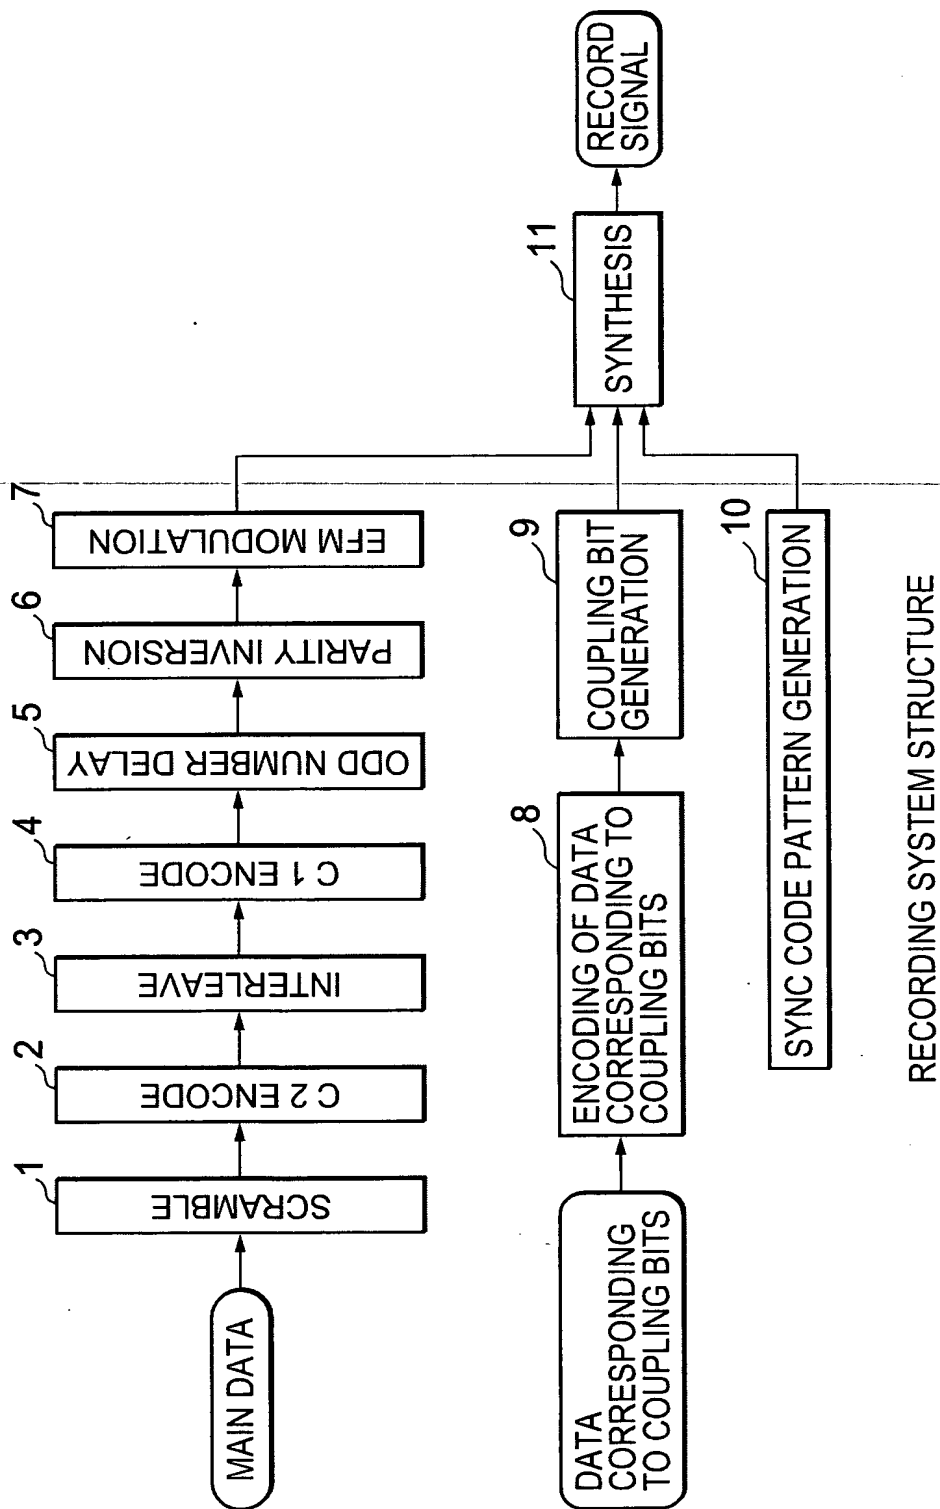 MAIN DATA
1
SCRAMBLE
2
C 2 ENCODE
3
INTERLEAVE
4
C 1 ENCODE
5
ODD NUMBER DELAY
6
PARITY INVERSION
7
EFM MODULATION
DATA
CORRESPONDING
TO COUPLING BITS
8
ENCODING OF DATA
CORRESPONDING TO
COUPLING BITS
9
COUPLING BIT
GENERATION
10
SYNC CODE PATTERN GENERATION
11
SYNTHESIS
RECORD
SIGNAL
RECORDING SYSTEM STRUCTURE